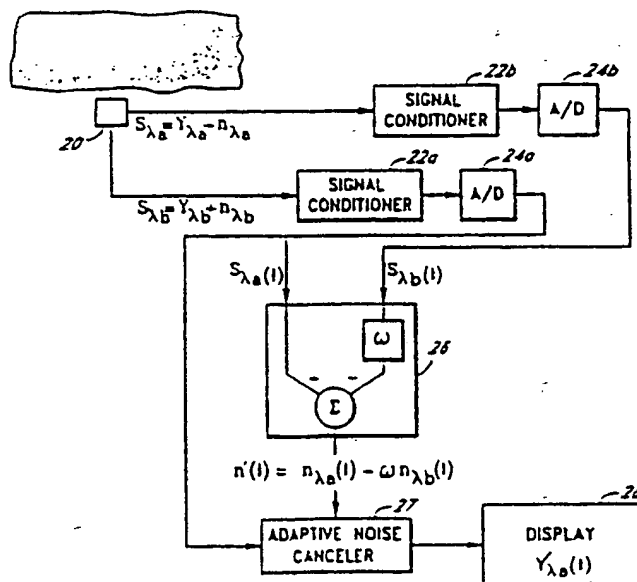 22b
24b
SIGNAL
CONDITIONER
A/D
20
Sλa=Yλa-nλa
22a
24a
SIGNAL
CONDITIONER
A/D
Sλb=Yλb+nλb
Sλa(l)
Sλb(l)
ω
26
- -
Σ
n'(l) = nλa(l) - ωnλb(l)
27
ADAPTIVE NOISE
CANCELER
DISPLAY
Yλa(l)